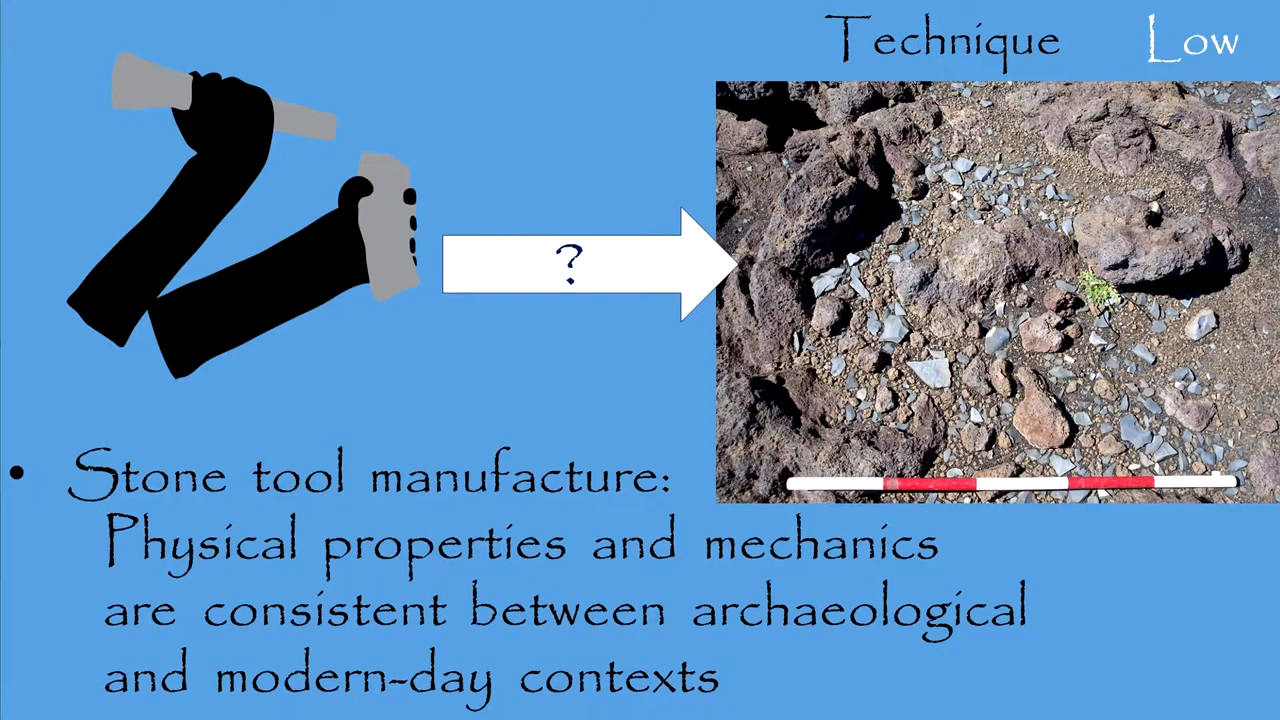 Technique Low
?
• Stone tool manufacture:
Physical properties and mechanics
are consistent between archaeological
and modern-day contexts